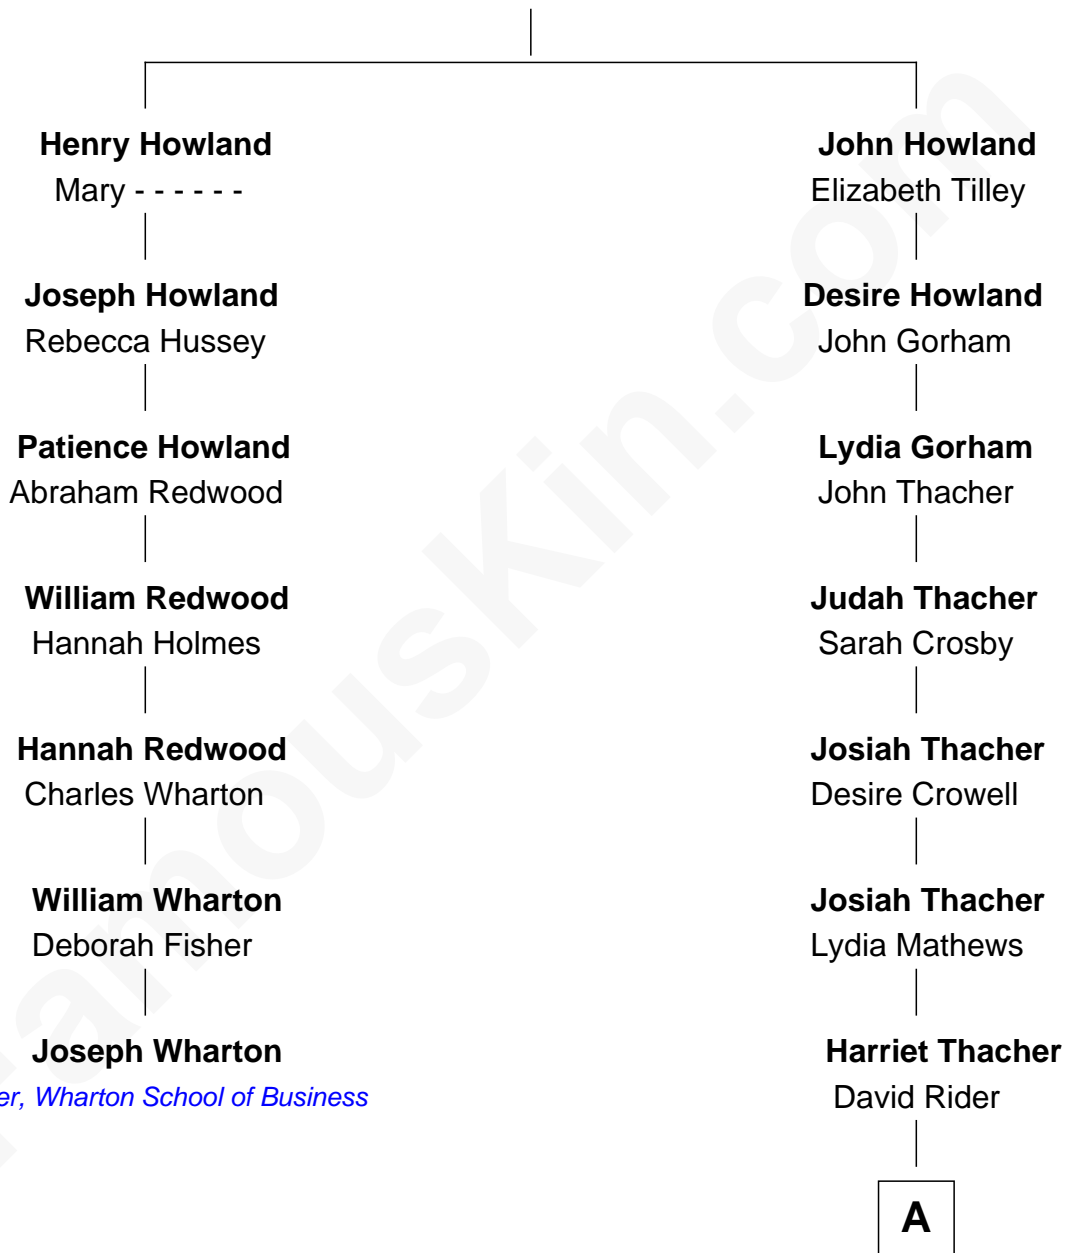 Henry Howland
Mary - - - - - -
Joseph Howland
Rebecca Hussey
Patience Howland
Abraham Redwood
William Redwood
Hannah Holmes
Hannah Redwood
Charles Wharton
William Wharton
Deborah Fisher
Joseph Wharton
er, Wharton School of Business
John Howland
Elizabeth Tilley
Desire Howland
John Gorham
Lydia Gorham
John Thacher
Judah Thacher
Sarah Crosby
Josiah Thacher
Desire Crowell
Josiah Thacher
Lydia Mathews
Harriet Thacher
David Rider
A
FamousKin.com